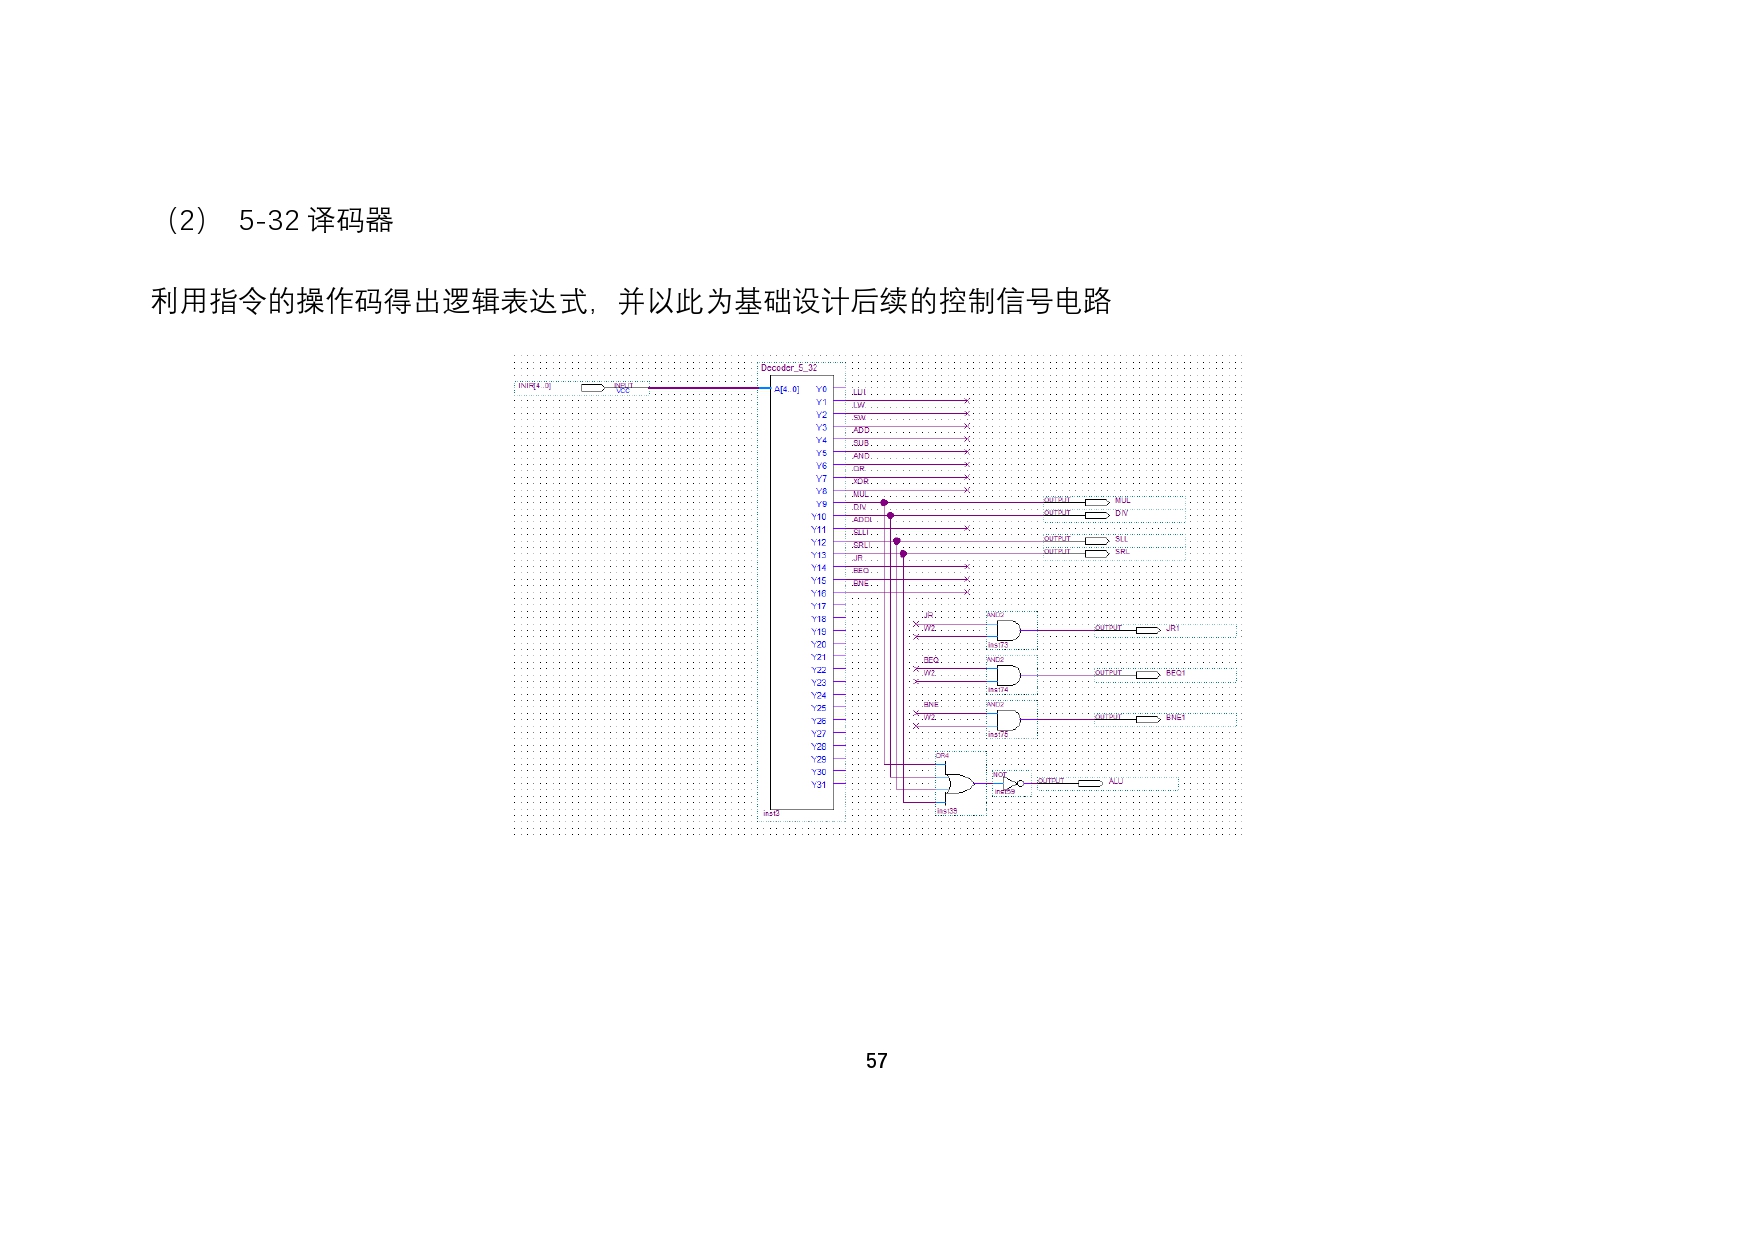 （2） 5-32 译码器
利用指令的操作码得出逻辑表达式，并以此为基础设计后续的控制信号电路
Decoder_5_32
INIR[4..0]
INPUT
VCC
A[4..0]
Y0
LUI
Y1
LW
Y2
SW
Y3
ADD
Y4
SUB
Y5
AND
Y6
OR
Y7
XOR
Y8
MUL
Y9
OUTPUT
MUL
DIV
Y10
OUTPUT
DIV
ADDI
Y11
SLLI
Y12
OUTPUT
SLL
SRLI
Y13
OUTPUT
SRL
JR
Y14
BEQ
Y15
BNE
Y16
Y17
Y18
Y19
Y20
Y21
Y22
Y23
Y24
Y25
Y26
Y27
Y28
Y29
Y30
Y31
inst3
JR
W2
AND2
inst73
OUTPUT
JR1
BEQ
W2
AND2
inst74
OUTPUT
BEQ1
BNE
W2
AND2
inst75
OUTPUT
BNE1
OR4
inst39
NOT
OUTPUT
ALU
57